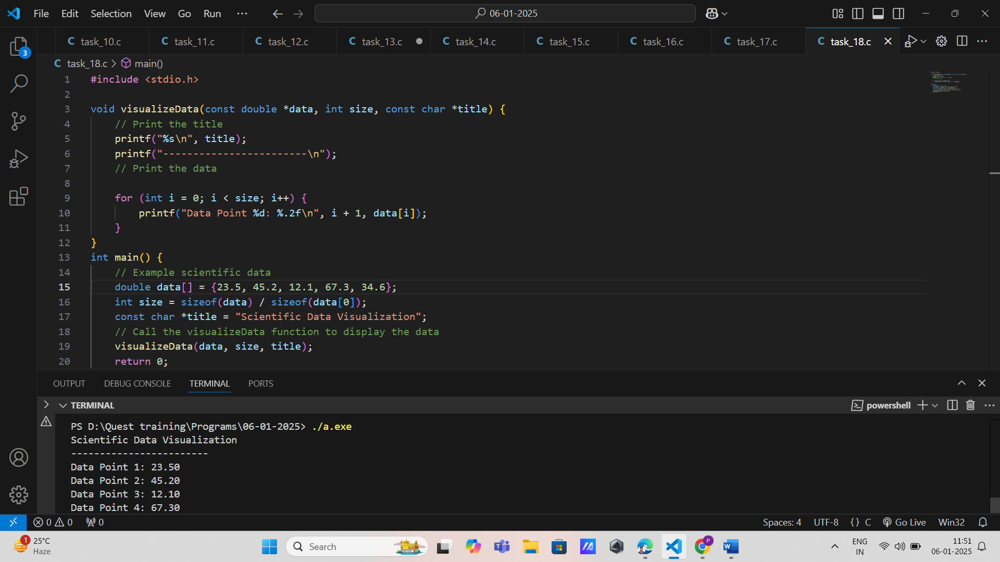 File Edit Selection View Go Run ···
06-01-2025
C task_10.c C task_11.c C task_12.c C task_13.c C task_14.c C task_15.c C task_16.c C task_17.c C task_18.c
3
C task_18.c > main()
1 #include <stdio.h>
2
3 void visualizeData(const double *data, int size, const char *title) {
4 // Print the title
5 printf("%s\n", title);
6 printf("------------------------\n");
7 // Print the data
8
9 for (int i = 0; i < size; i++) {
10 printf("Data Point %d: %.2f\n", i + 1, data[i]);
11 }
12 }
13 int main() {
14 // Example scientific data
15 double data[] = {23.5, 45.2, 12.1, 67.3, 34.6};
16 int size = sizeof(data) / sizeof(data[0]);
17 const char *title = "Scientific Data Visualization";
18 // Call the visualizeData function to display the data
19 visualizeData(data, size, title);
20 return 0;
OUTPUT DEBUG CONSOLE TERMINAL PORTS
TERMINAL
powershell
PS D:\Quest training\Programs\06-01-2025> ./a.exe
Scientific Data Visualization
------------------------
Data Point 1: 23.50
Data Point 2: 45.20
Data Point 3: 12.10
Data Point 4: 67.30
0 0 0
Spaces: 4 UTF-8 {} C Go Live Win32
1
25°C
Haze
Search
P
ENG
IN
11:51
06-01-2025